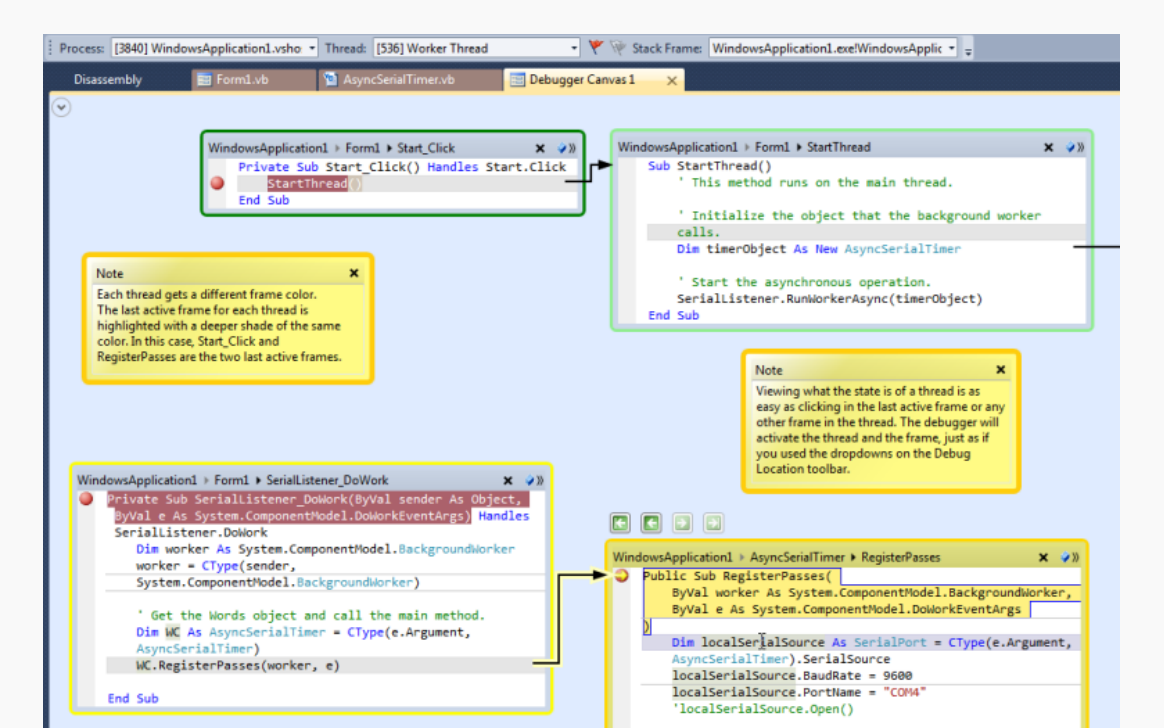 Process: [3840] WindowsApplication1.vsho Thread: [536] Worker Thread Stack Frame: WindowsApplication1.exe!WindowsApplic
Disassembly Form1.vb AsyncSerialTimer.vb Debugger Canvas 1
WindowsApplication1 Form1 Start_Click
Private Sub Start_Click() Handles Start.Click
StartThread()
End Sub
WindowsApplication1 Form1 StartThread
Sub StartThread()
' This method runs on the main thread.
' Initialize the object that the background worker
calls.
Dim timerObject As New AsyncSerialTimer
' Start the asynchronous operation.
SerialListener.RunWorkerAsync(timerObject)
End Sub
Note
Each thread gets a different frame color.
The last active frame for each thread is
highlighted with a deeper shade of the same
color. In this case, Start_Click and
RegisterPasses are the two last active frames.
Note
Viewing what the state is of a thread is as
easy as clicking in the last active frame or any
other frame in the thread. The debugger will
activate the thread and the frame, just as if
you used the dropdowns on the Debug
Location toolbar.
WindowsApplication1 Form1 SerialListener_DoWork
Private Sub SerialListener_DoWork(ByVal sender As Object,
ByVal e As System.ComponentModel.DoWorkEventArgs) Handles
SerialListener.DoWork
Dim worker As System.ComponentModel.BackgroundWorker
worker = CType(sender,
System.ComponentModel.BackgroundWorker)
' Get the Words object and call the main method.
Dim WC As AsyncSerialTimer = CType(e.Argument,
AsyncSerialTimer)
WC.RegisterPasses(worker, e)
End Sub
WindowsApplication1 AsyncSerialTimer RegisterPasses
Public Sub RegisterPasses(
ByVal worker As System.ComponentModel.BackgroundWorker,
ByVal e As System.ComponentModel.DoWorkEventArgs
)
Dim localSerialSource As SerialPort = CType(e.Argument,
AsyncSerialTimer).SerialSource
localSerialSource.BaudRate = 9600
localSerialSource.PortName = "COM4"
'localSerialSource.Open()